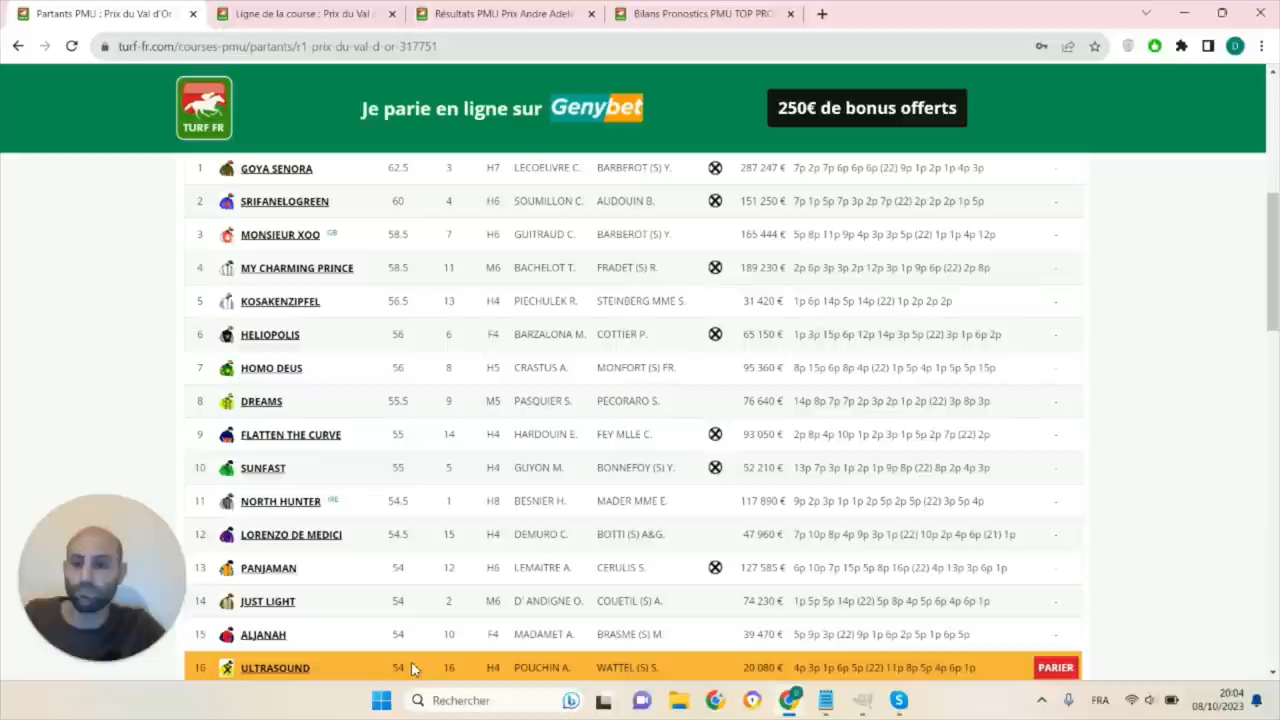 Partants PMU : Prix du Val d'Or
Ligne de la course : Prix du Val
Résultats PMU Prix Andre Adele
Bilans Pronostics PMU TOP PRO
turf-fr.com/courses-pmu/partants/r1-prix-du-val-d-or-317751
D
TURF FR
Je parie en ligne sur Genybet
250€ de bonus offerts
1 GOYA SENORA 62.5 3 H7 LECOEUVRE C. BARBEROT (S) Y. 287 247 € 7p 2p 7p 6p 6p 6p (22) 9p 1p 2p 1p 4p 3p -
2 SRIFANELOGREEN 60 4 H6 SOUMILLON C. AUDOUIN B. 151 250 € 7p 1p 5p 7p 3p 2p 7p (22) 2p 2p 2p 1p 5p -
3 MONSIEUR XOO GB 58.5 7 H6 GUITRAUD C. BARBEROT (S) Y. 165 444 € 5p 8p 11p 9p 4p 3p 3p 5p (22) 1p 1p 4p 12p -
4 MY CHARMING PRINCE 58.5 11 M6 BACHELOT T. FRADET (S) R. 189 230 € 2p 6p 3p 3p 2p 12p 3p 1p 9p 6p (22) 2p 8p -
5 KOSAKENZIPFEL 56.5 13 H4 PIECHULEK R. STEINBERG MME S. 31 420 € 1p 6p 14p 5p 14p (22) 1p 2p 2p 2p -
6 HELIOPOLIS 56 6 F4 BARZALONA M. COTTIER P. 65 150 € 1p 3p 15p 6p 12p 14p 3p 5p (22) 3p 1p 6p 2p -
7 HOMO DEUS 56 8 H5 CRASTUS A. MONFORT (S) FR. 95 360 € 8p 15p 6p 8p 4p (22) 1p 5p 4p 1p 5p 5p 15p -
8 DREAMS 55.5 9 M5 PASQUIER S. PECORARO S. 76 640 € 14p 8p 7p 7p 2p 3p 2p 1p 2p (22) 3p 8p 3p -
9 FLATTEN THE CURVE 55 14 H4 HARDOUIN E. FEY MLLE C. 93 050 € 2p 8p 4p 10p 1p 2p 3p 1p 5p 2p 7p (22) 2p -
10 SUNFAST 55 5 H4 GUYON M. BONNEFOY (S) Y. 52 210 € 13p 7p 3p 1p 2p 1p 9p 8p (22) 8p 2p 4p 3p -
11 NORTH HUNTER IRE 54.5 1 H8 BESNIER H. MADER MME E. 117 890 € 9p 2p 3p 1p 1p 2p 5p 2p 5p (22) 3p 5p 4p -
12 LORENZO DE MEDICI 54.5 15 H4 DEMURO C. BOTTI (S) A&G. 47 960 € 7p 10p 8p 4p 9p 3p 1p (22) 10p 2p 4p 6p (21) 1p -
13 PANJAMAN 54 12 H6 LEMAITRE A. CERULIS S. 127 585 € 6p 10p 7p 15p 5p 8p 16p (22) 4p 13p 3p 6p 1p -
14 JUST LIGHT 54 2 M6 D' ANDIGNE O. COUETIL (S) A. 74 230 € 1p 5p 5p 14p (22) 5p 8p 4p 5p 6p 4p 6p 1p -
15 ALJANAH 54 10 F4 MADAMET A. BRASME (S) M. 39 470 € 5p 9p 3p (22) 9p 1p 6p 2p 5p 1p 6p 5p -
16 ULTRASOUND 54 16 H4 POUCHIN A. WATTEL (S) S. 20 080 € 4p 3p 1p 6p 5p (22) 11p 8p 5p 4p 6p 1p PARIER
Rechercher
FRA
20:04
08/10/2023